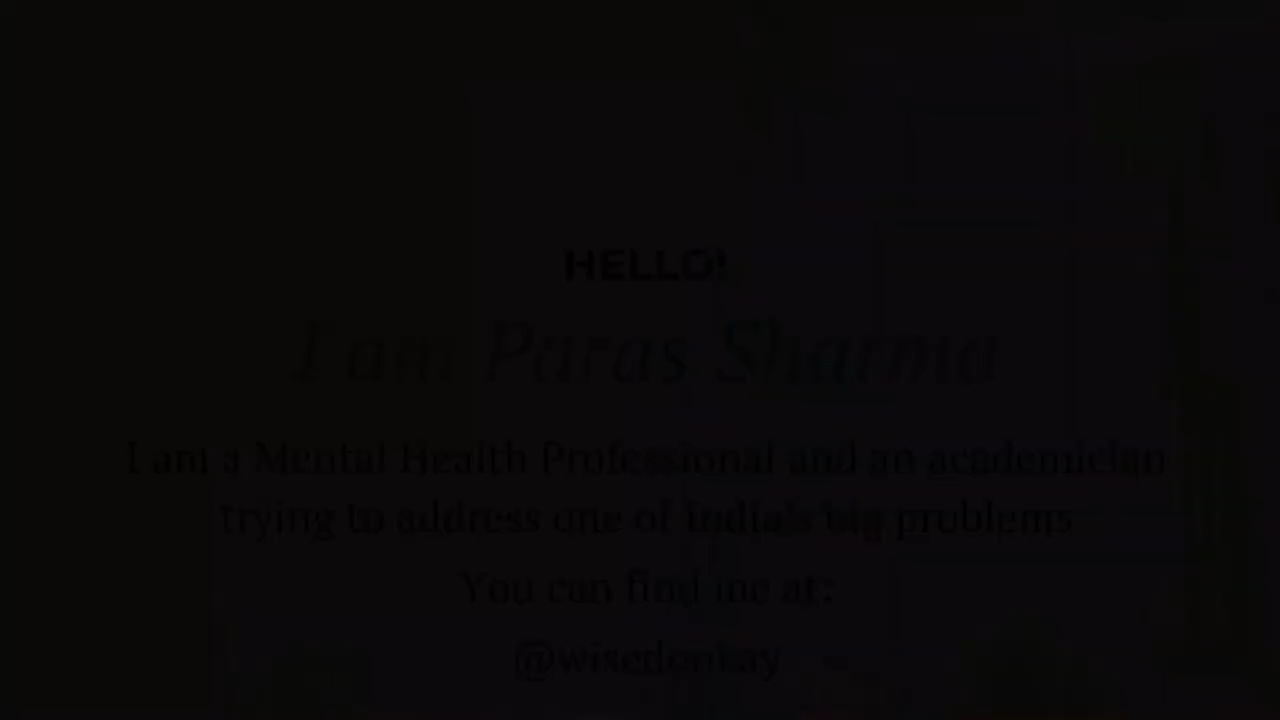 HELLO!
I am Paras Sharma
I am a Mental Health Professional and an academician
trying to address one of India's big problems
You can find me at:
@wisedonkay